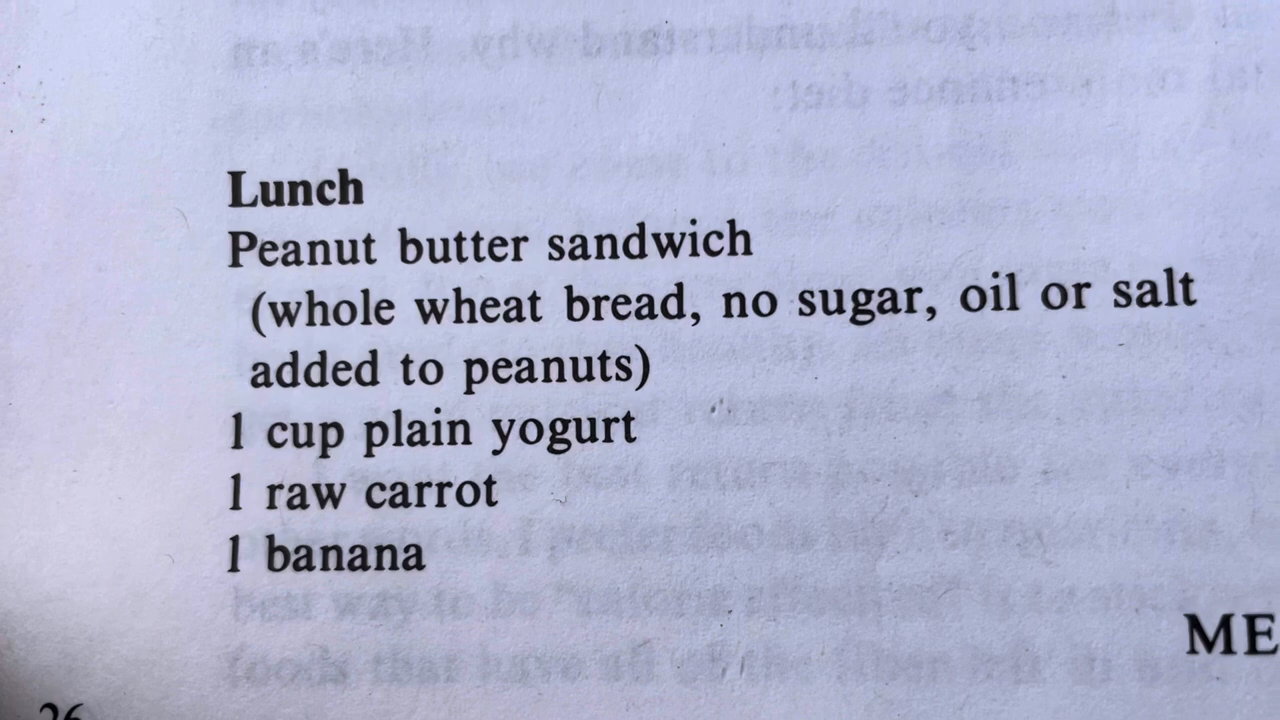 Lunch
Peanut butter sandwich
(whole wheat bread, no sugar, oil or salt
added to peanuts)
1 cup plain yogurt
1 raw carrot
1 banana
ME
26